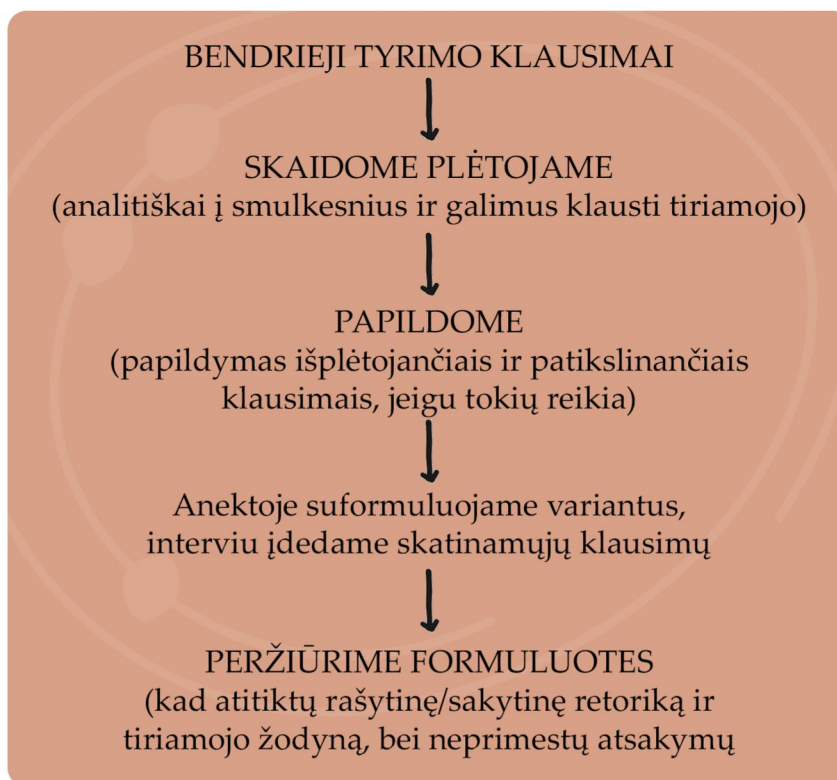 BENDRIEJI TYRIMO KLAUSIMAI
SKAIDOME PLĖTOJAME
(analitiškai į smulkesnius ir galimus klausti tiriamojo)
PAPILDOME
(papildymas išplėtojančiais ir patikslinančiais
klausimais, jeigu tokių reikia)
Anektoje suformuluojame variantus,
interviu įdedame skatinamųjų klausimų
PERŽIŪRIME FORMULUOTES
(kad atitiktų rašytinę/sakytinę retoriką ir
tiriamojo žodyną, bei neprimestų atsakymų